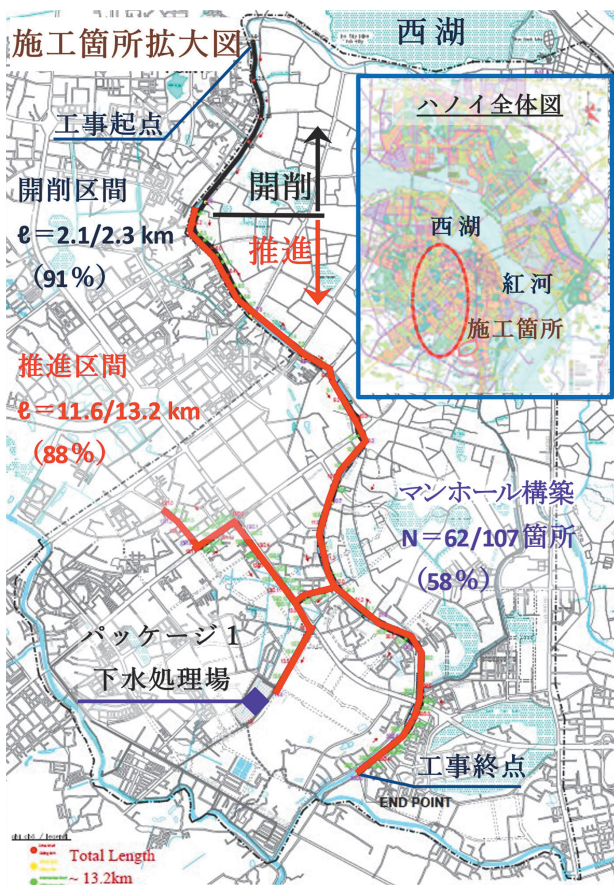 施工箇所拡大図
西湖
工事起点
ハノイ全体図
開削区間
ℓ＝2.1/2.3 km
（91％）
開削
推進
西湖
紅河
施工箇所
推進区間
ℓ＝11.6/13.2 km
（88％）
マンホール構築
N＝62/107箇所
（58％）
パッケージ1
下水処理場
工事終点
END POINT
Total Length
~ 13.2km